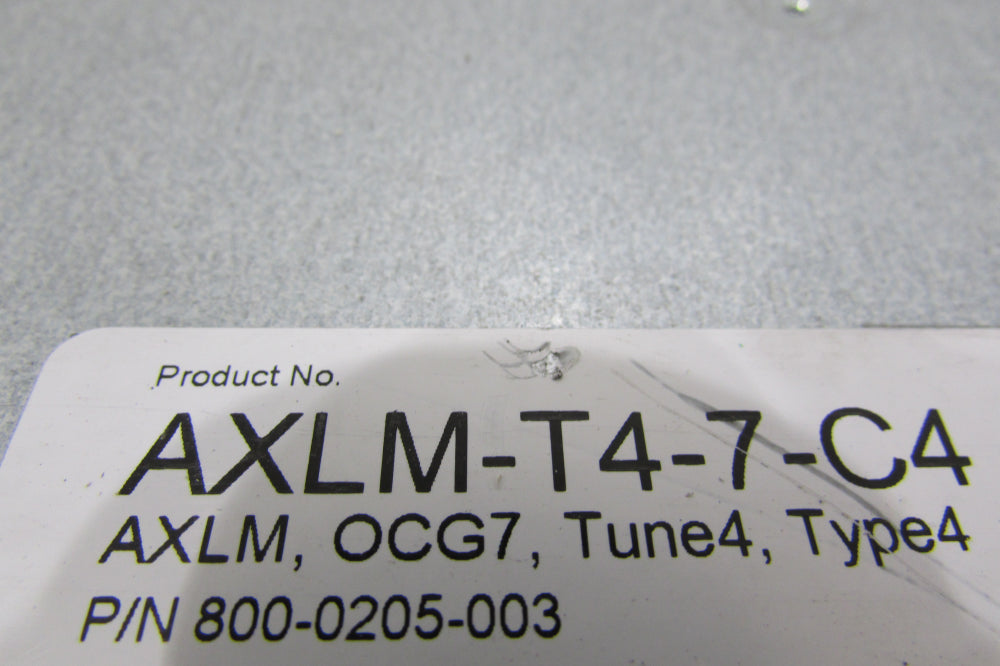 Product No.
AXLM-T4-7-C4
AXLM, OCG7, Tune4, Type4
P/N 800-0205-003